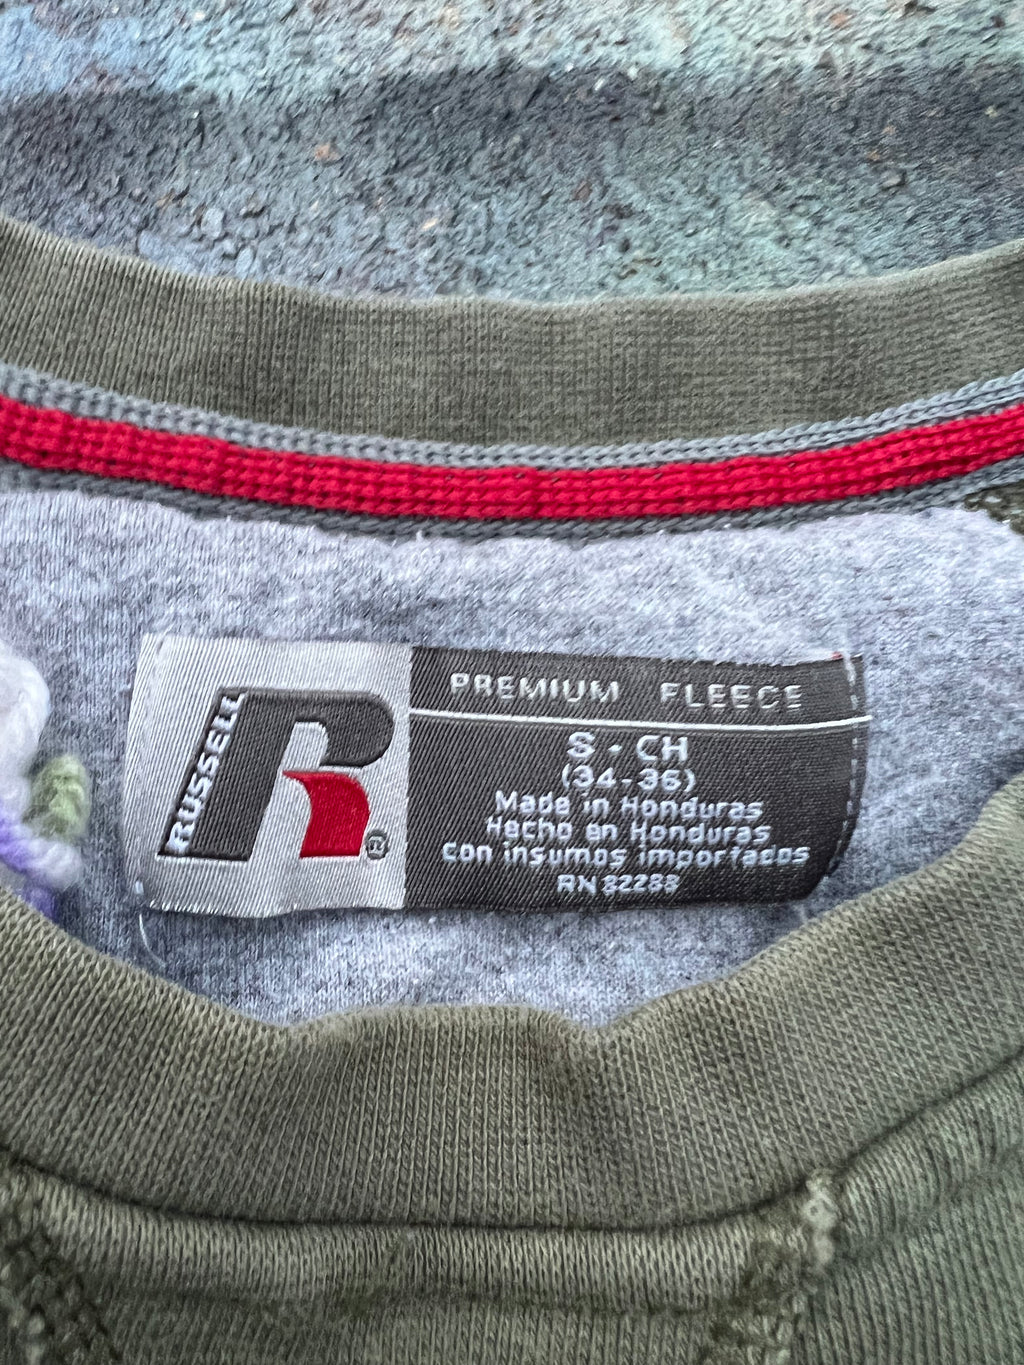 RUSSELL
R
®
PREMIUM FLEECE
S - CH
(34-36)
Made in Honduras
Hecho en Honduras
con insumos importados
RN 82288